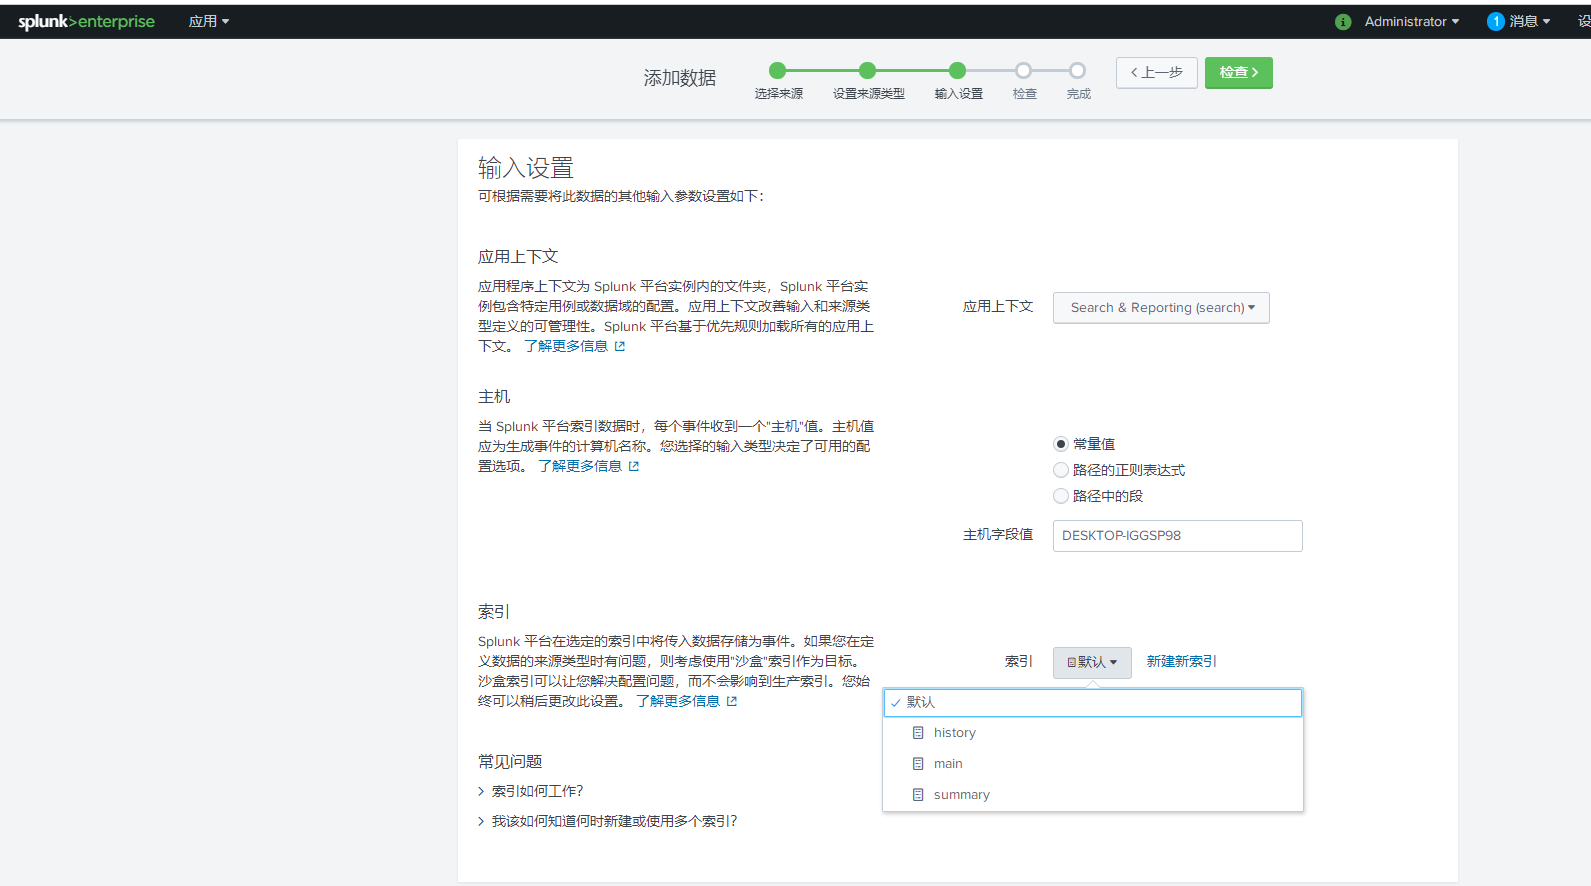 splunk>enterprise 应用 Administrator 1 消息
添加数据
选择来源 设置来源类型 输入设置 检查 完成
上一步 检查
输入设置
可根据需要将此数据的其他输入参数设置如下：
应用上下文
应用程序上下文为 Splunk 平台实例内的文件夹，Splunk 平台实
例包含特定用例或数据域的配置。应用上下文改善输入和来源类
型定义的可管理性。Splunk 平台基于优先规则加载所有的应用上
下文。 了解更多信息
应用上下文 Search & Reporting (search)
主机
当 Splunk 平台索引数据时，每个事件收到一个"主机"值。主机值
应为生成事件的计算机名称。您选择的输入类型决定了可用的配
置选项。 了解更多信息
常量值
路径的正则表达式
路径中的段
主机字段值 DESKTOP-IGGSP98
索引
Splunk 平台在选定的索引中将传入数据存储为事件。如果您在定
义数据的来源类型时有问题，则考虑使用"沙盒"索引作为目标。
沙盒索引可以让您解决配置问题，而不会影响到生产索引。您始
终可以稍后更改此设置。 了解更多信息
索引 默认 新建新索引
默认
history
main
summary
常见问题
索引如何工作?
我该如何知道何时新建或使用多个索引?